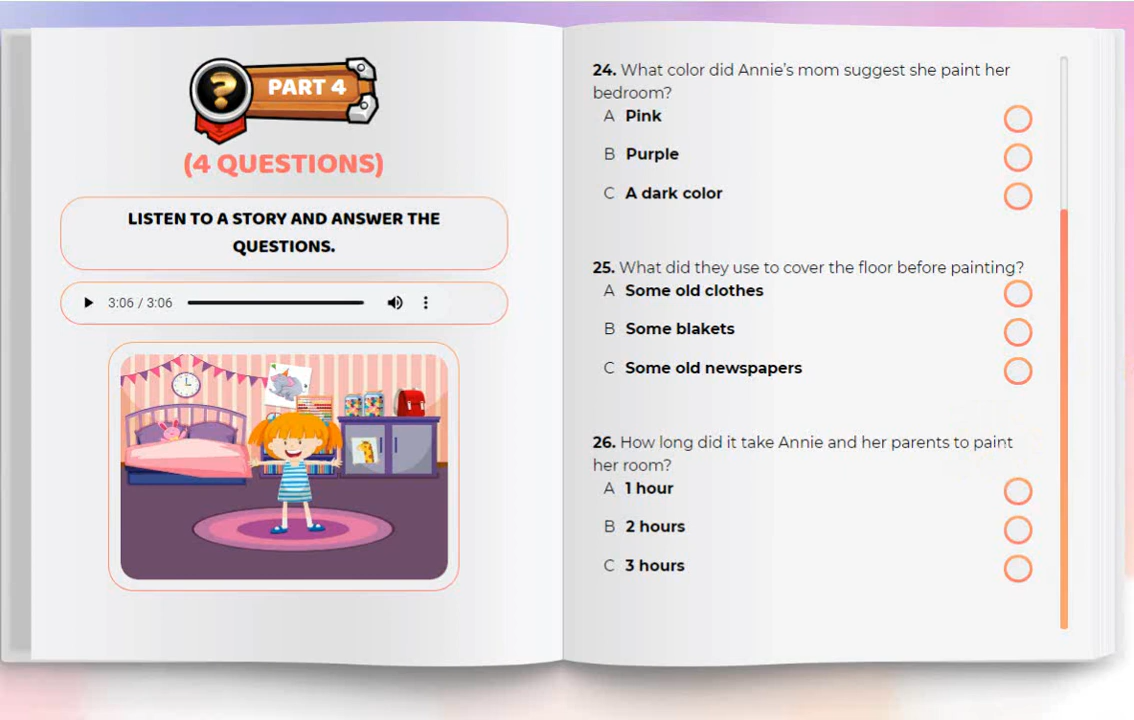 ?
PART 4
(4 QUESTIONS)
LISTEN TO A STORY AND ANSWER THE
QUESTIONS.
3:06 / 3:06
24. What color did Annie's mom suggest she paint her
bedroom?
A Pink
B Purple
C A dark color
25. What did they use to cover the floor before painting?
A Some old clothes
B Some blakets
C Some old newspapers
26. How long did it take Annie and her parents to paint
her room?
A 1 hour
B 2 hours
C 3 hours